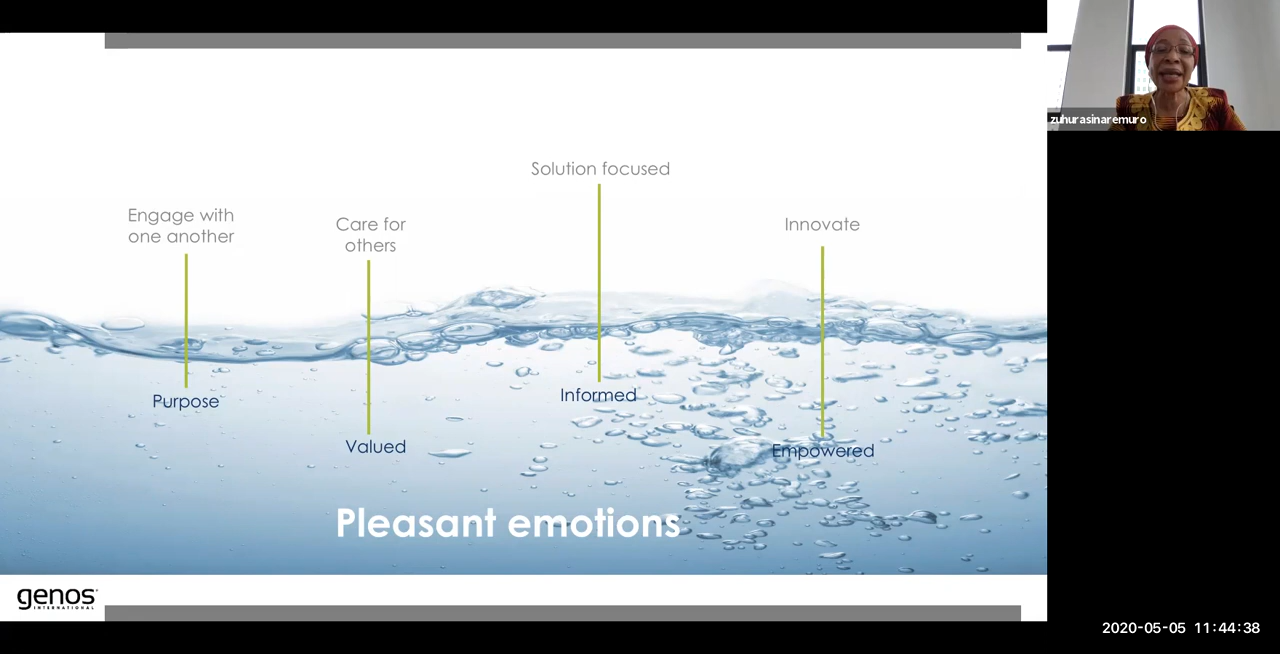 zuhurasinaremuro
Solution focused
Engage with
one another
Care for
others
Innovate
Purpose
Valued
Informed
Empowered
Pleasant emotions
genos
INTERNATIONAL
2020-05-05 11:44:38